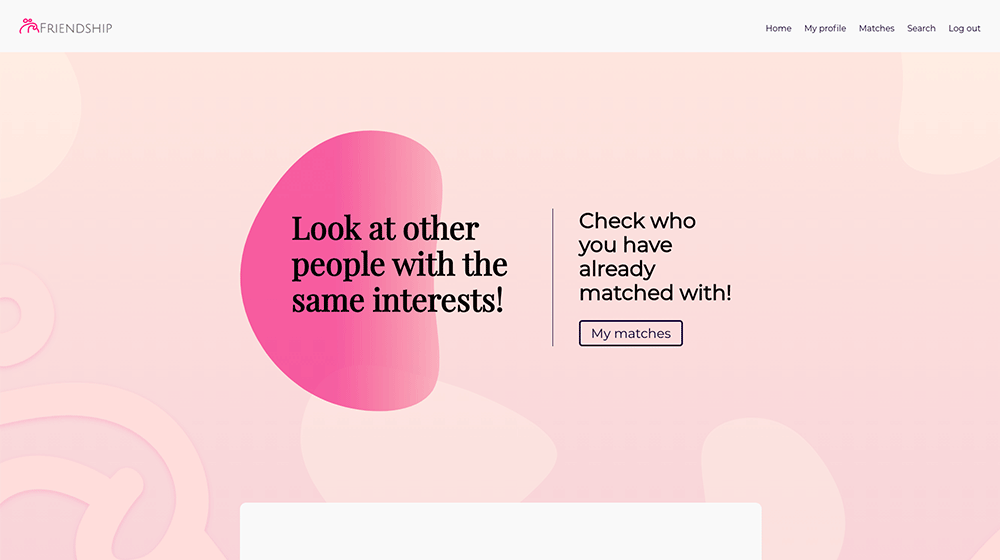 FRIENDSHIP
Home My profile Matches Search Log out
Look at other
people with the
same interests!
Check who
you have
already
matched with!
My matches